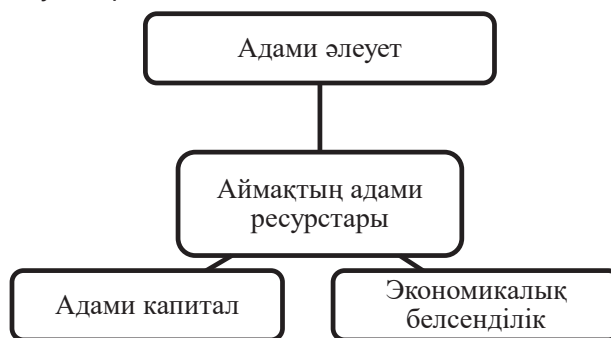 Адами әлеует
Аймақтың адами
ресурстары
Адами капитал
Экономикалық
белсенділік